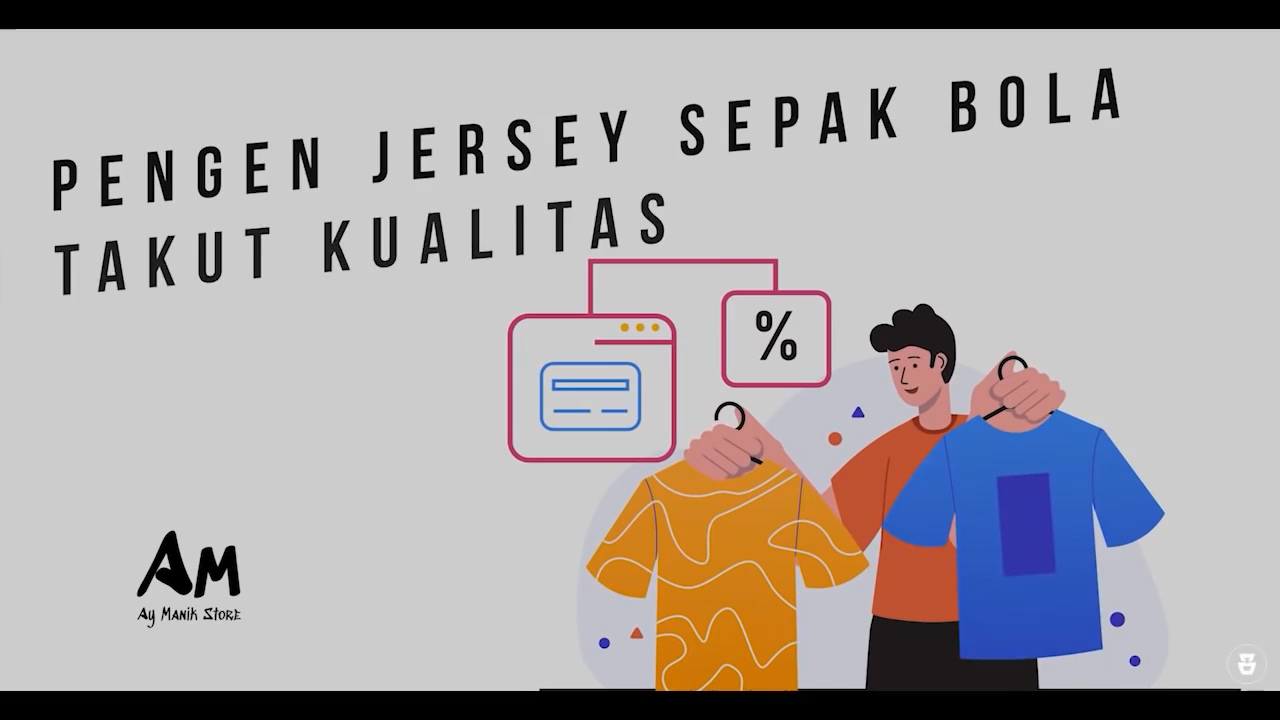 PENGEN JERSEY SEPAK BOLA
TAKUT KUALITAS
%
AM
Ay Manik Store